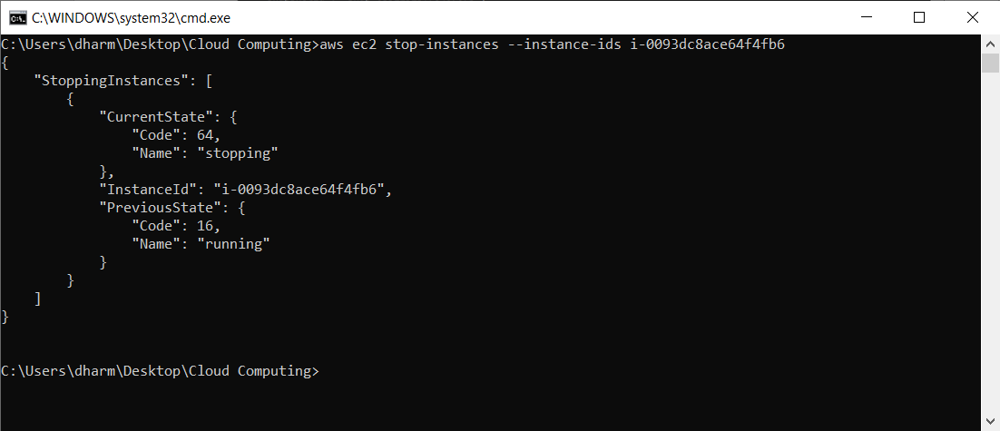 C:\WINDOWS\system32\cmd.exe
C:\Users\dharm\Desktop\Cloud Computing>aws ec2 stop-instances --instance-ids i-0093dc8ace64f4fb6
{
    "StoppingInstances": [
        {
            "CurrentState": {
                "Code": 64,
                "Name": "stopping"
            },
            "InstanceId": "i-0093dc8ace64f4fb6",
            "PreviousState": {
                "Code": 16,
                "Name": "running"
            }
        }
    ]
}
C:\Users\dharm\Desktop\Cloud Computing>